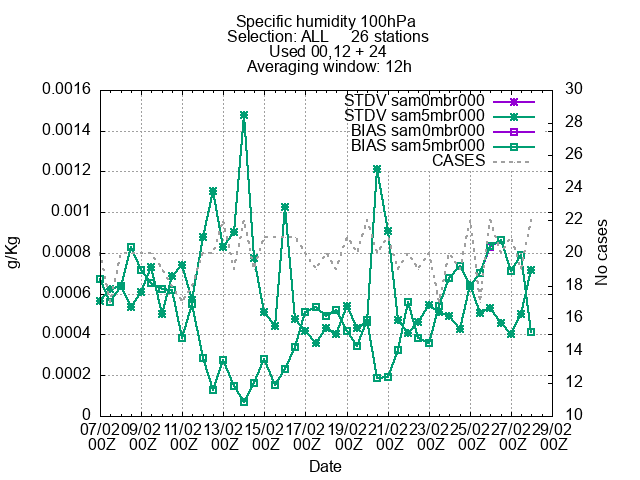 Specific humidity 100hPa
Selection: ALL 26 stations
Used 00,12 + 24
Averaging window: 12h
STDV sam0mbr000
STDV sam5mbr000
BIAS sam0mbr000
BIAS sam5mbr000
CASES
g/Kg
0.0016
0.0014
0.0012
0.001
0.0008
0.0006
0.0004
0.0002
0
No cases
30
28
26
24
22
20
18
16
14
12
10
07/02 09/02 11/02 13/02 15/02 17/02 19/02 21/02 23/02 25/02 27/02 29/02
00Z 00Z 00Z 00Z 00Z 00Z 00Z 00Z 00Z 00Z 00Z 00Z
Date